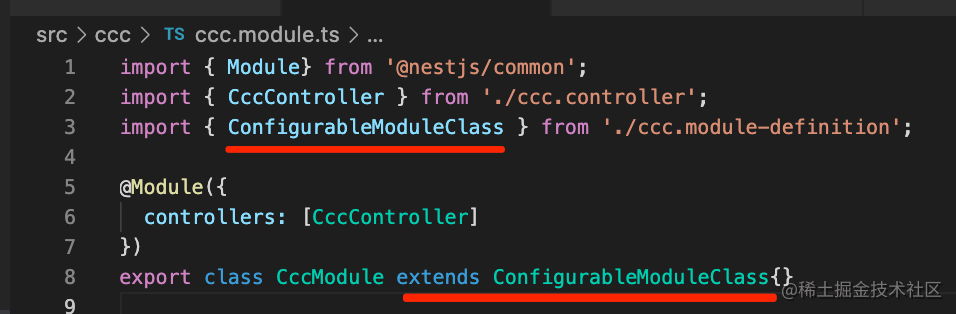 src > ccc > TS ccc.module.ts > ...
1 import { Module} from '@nestjs/common';
2 import { CccController } from './ccc.controller';
3 import { ConfigurableModuleClass } from './ccc.module-definition';
4
5 @Module({
6 controllers: [CccController]
7 })
8 export class CccModule extends ConfigurableModuleClass{}
9
@稀土掘金技术社区